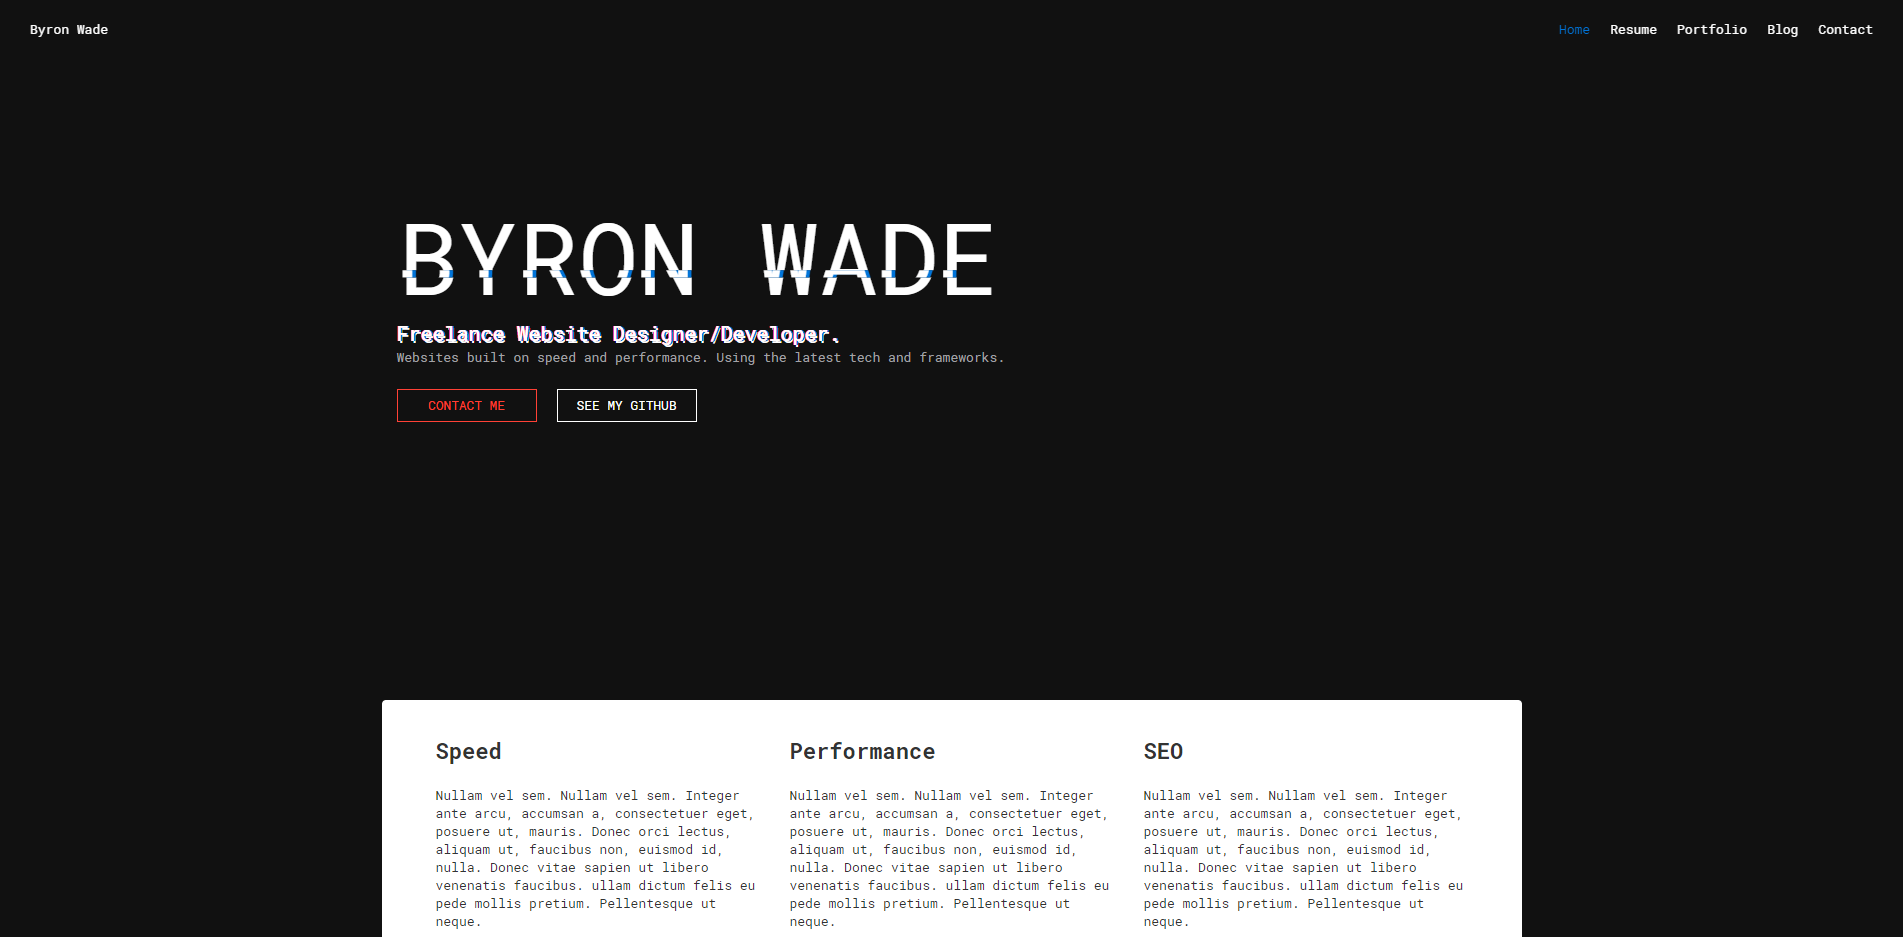 Byron Wade
Home Resume Portfolio Blog Contact
BYRON WADE
Freelance Website Designer/Developer.
Websites built on speed and performance. Using the latest tech and frameworks.
CONTACT ME
SEE MY GITHUB
Speed
Nullam vel sem. Nullam vel sem. Integer
ante arcu, accumsan a, consectetuer eget,
posuere ut, mauris. Donec orci lectus,
aliquam ut, faucibus non, euismod id,
nulla. Donec vitae sapien ut libero
venenatis faucibus. ullam dictum felis eu
pede mollis pretium. Pellentesque ut
neque.
Performance
Nullam vel sem. Nullam vel sem. Integer
ante arcu, accumsan a, consectetuer eget,
posuere ut, mauris. Donec orci lectus,
aliquam ut, faucibus non, euismod id,
nulla. Donec vitae sapien ut libero
venenatis faucibus. ullam dictum felis eu
pede mollis pretium. Pellentesque ut
neque.
SEO
Nullam vel sem. Nullam vel sem. Integer
ante arcu, accumsan a, consectetuer eget,
posuere ut, mauris. Donec orci lectus,
aliquam ut, faucibus non, euismod id,
nulla. Donec vitae sapien ut libero
venenatis faucibus. ullam dictum felis eu
pede mollis pretium. Pellentesque ut
neque.